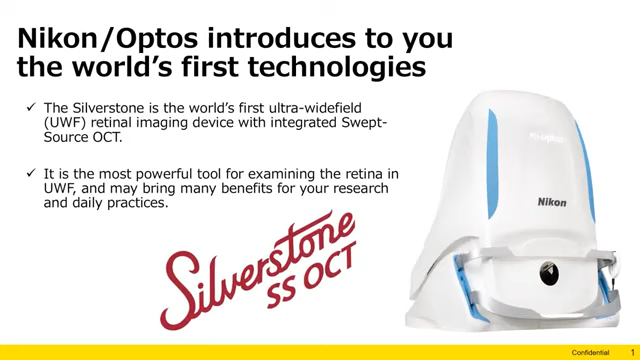 Nikon/Optos introduces to you
the world's first technologies
✓ The Silverstone is the world's first ultra-widefield
(UWF) retinal imaging device with integrated Swept-
Source OCT.
✓ It is the most powerful tool for examining the retina in
UWF, and may bring many benefits for your research
and daily practices.
optos
Nikon
Silverstone
SS OCT
Confidential 1